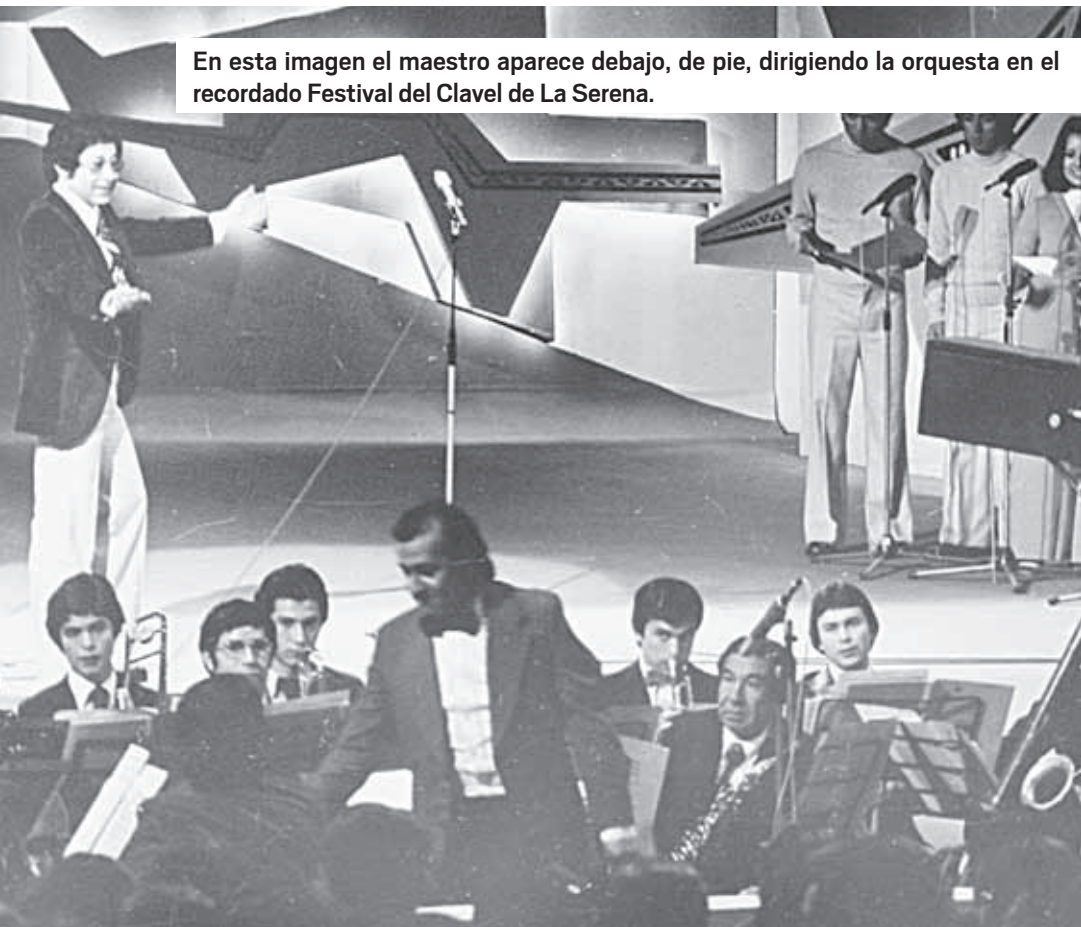 En esta imagen el maestro aparece debajo, de pie, dirigiendo la orquesta en el
recordado Festival del Clavel de La Serena.